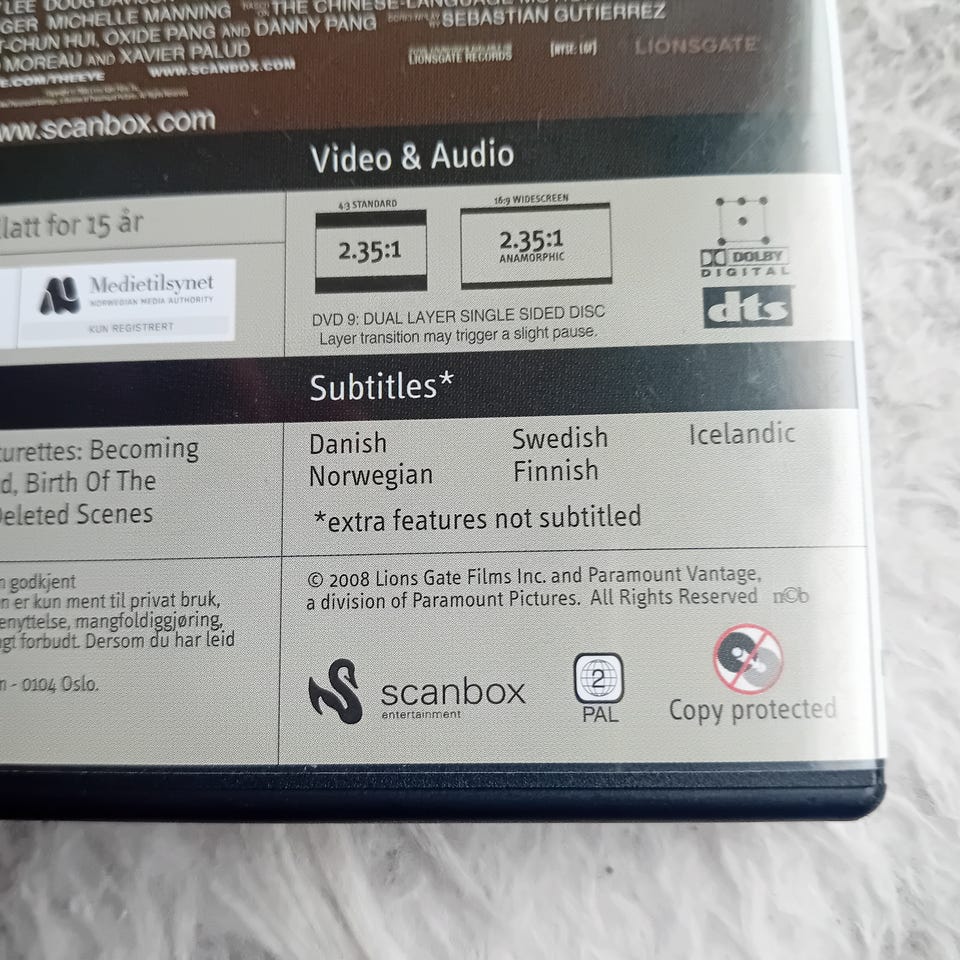 LEE DOUG
GER MICHELLE MANNING THE CHINESE-LANGUAGE
T-CHUN HUI, OXIDE PANG AND DANNY PANG SEBASTIAN GUTIERREZ
MOREAU AND XAVIER PALUD
E.COM/THEEYE WWW.SCANBOX.COM
LIONSGATE RECORDS [NYSE: LGF] LIONSGATE
ww.scanbox.com
Video & Audio
latt for 15 år
Medietilsynet
NORWEGIAN MEDIA AUTHORITY
KUN REGISTRERT
4:3 STANDARD
2.35:1
16:9 WIDESCREEN
2.35:1
ANAMORPHIC
DOLBY
DIGITAL
dts
DVD 9: DUAL LAYER SINGLE SIDED DISC
Layer transition may trigger a slight pause.
Subtitles*
turettes: Becoming
d, Birth Of The
Deleted Scenes
Danish Swedish Icelandic
Norwegian Finnish
*extra features not subtitled
n godkjent
n er kun ment til privat bruk,
enyttelse, mangfoldiggjøring,
gt forbudt. Dersom du har leid
n - 0104 Oslo.
© 2008 Lions Gate Films Inc. and Paramount Vantage,
a division of Paramount Pictures. All Rights Reserved n©b
scanbox
entertainment
2
PAL
Copy protected